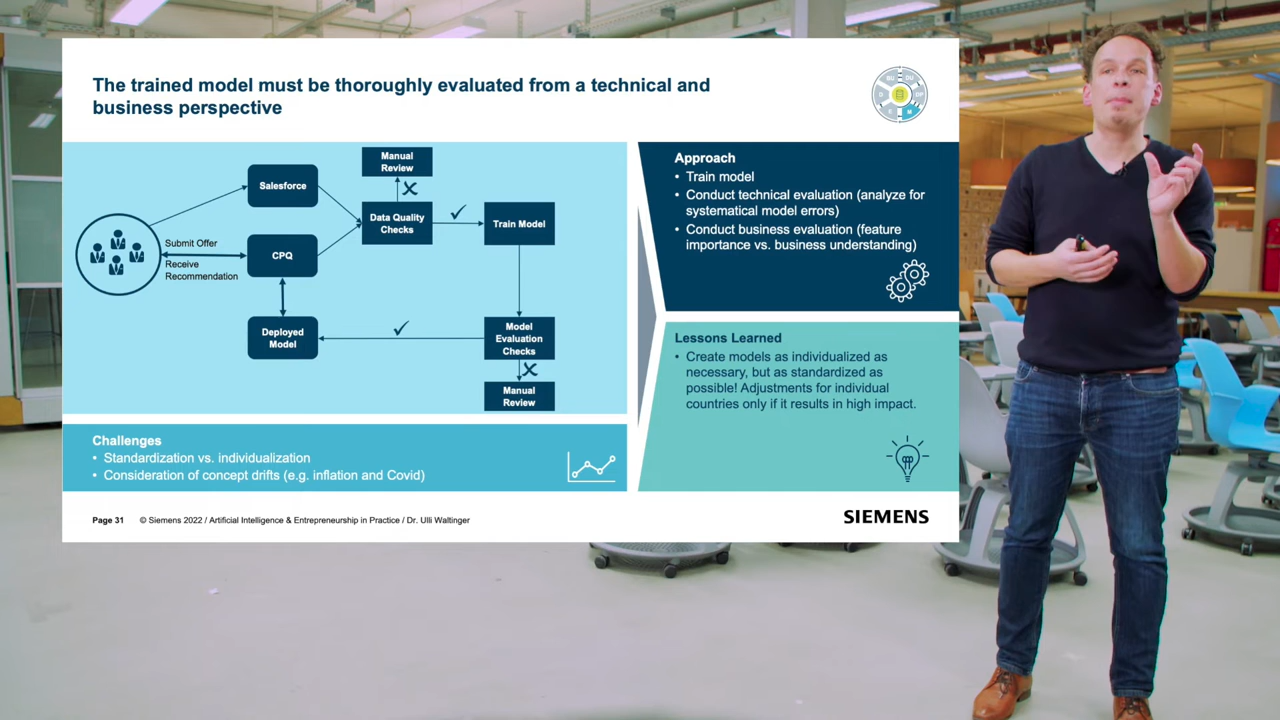 The trained model must be thoroughly evaluated from a technical and
business perspective
BU
DU
D
DP
E
M
Manual
Review
Salesforce
Data Quality
Checks
Train Model
Submit Offer
CPQ
Receive
Recommendation
Deployed
Model
Model
Evaluation
Checks
Manual
Review
Approach
• Train model
• Conduct technical evaluation (analyze for
systematical model errors)
• Conduct business evaluation (feature
importance vs. business understanding)
Lessons Learned
• Create models as individualized as
necessary, but as standardized as
possible! Adjustments for individual
countries only if it results in high impact.
Challenges
• Standardization vs. individualization
• Consideration of concept drifts (e.g. inflation and Covid)
Page 31
© Siemens 2022 / Artificial Intelligence & Entrepreneurship in Practice / Dr. Ulli Waltinger
SIEMENS